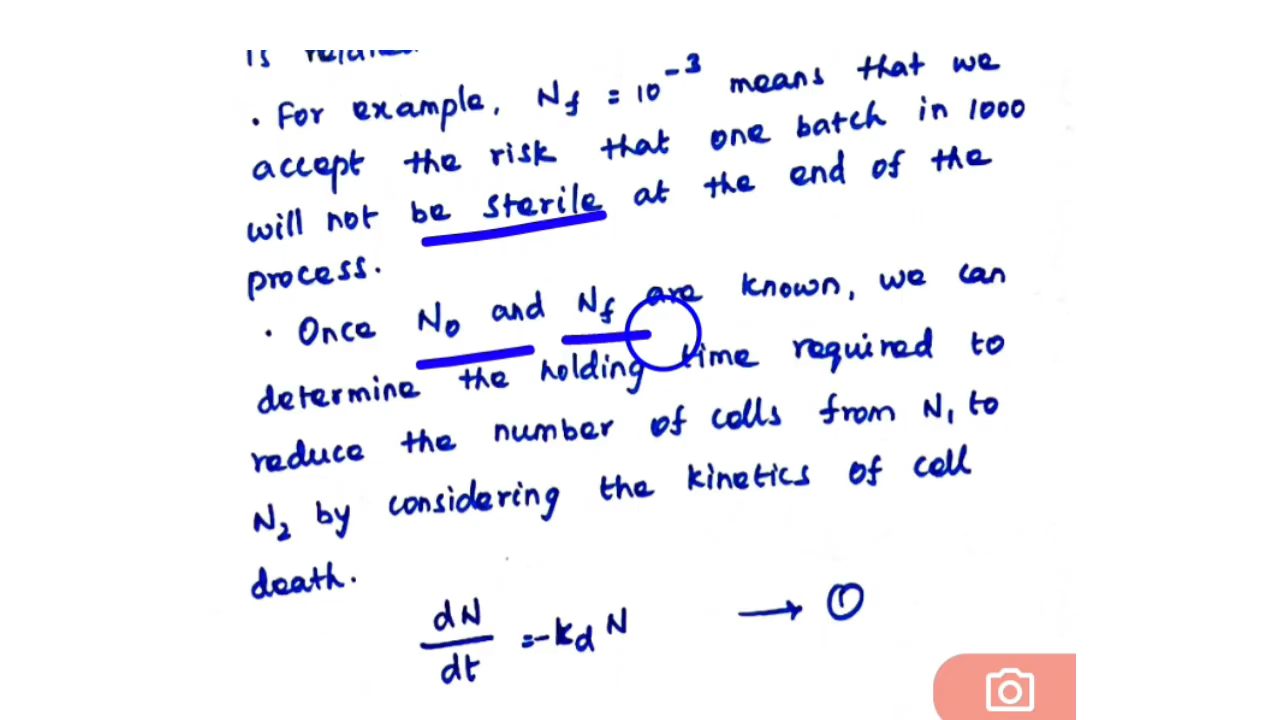 · For example, Nf = 10⁻³ means that we
accept the risk that one batch in 1000
will not be sterile at the end of the
process.
· Once N₀ and Nf are known, we can
determine the holding time required to
reduce the number of cells from N₁ to
N₂ by considering the kinetics of cell
death.
dN/dt = -kd N → ①